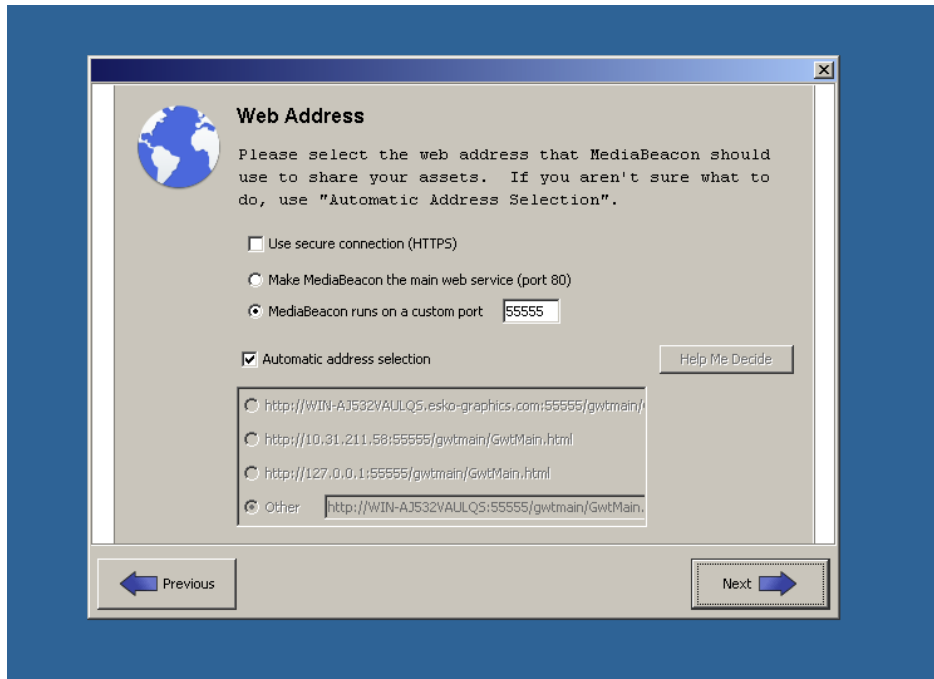 Web Address
Please select the web address that MediaBeacon should
use to share your assets.  If you aren't sure what to
do, use "Automatic Address Selection".
Use secure connection (HTTPS)
Make MediaBeacon the main web service (port 80)
MediaBeacon runs on a custom port 55555
Automatic address selection Help Me Decide
http://WIN-AJ532VAULQS.esko-graphics.com:55555/gwtmain/
http://10.31.211.58:55555/gwtmain/GwtMain.html
http://127.0.0.1:55555/gwtmain/GwtMain.html
Other http://WIN-AJ532VAULQS:55555/gwtmain/GwtMain.
Previous Next